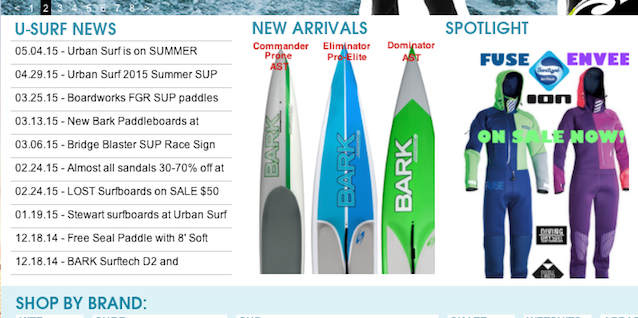 < 1 2 3 4 5 6 7 8 >
U-SURF NEWS
05.04.15 - Urban Surf is on SUMMER
04.29.15 - Urban Surf 2015 Summer SUP
03.25.15 - Boardworks FGR SUP paddles
03.13.15 - New Bark Paddleboards at
03.06.15 - Bridge Blaster SUP Race Sign
02.24.15 - Almost all sandals 30-70% off at
02.24.15 - LOST Surfboards on SALE $50
01.19.15 - Stewart surfboards at Urban Surf
12.18.14 - Free Seal Paddle with 8' Soft
12.18.14 - BARK Surftech D2 and
NEW ARRIVALS
Commander
Prone
AST
Eliminator
Pro-Elite
Dominator
AST
BARK
BARK
BARK
SPOTLIGHT
FUSE
ENVEE
ION
ON SALE NOW!
SHOP BY BRAND: